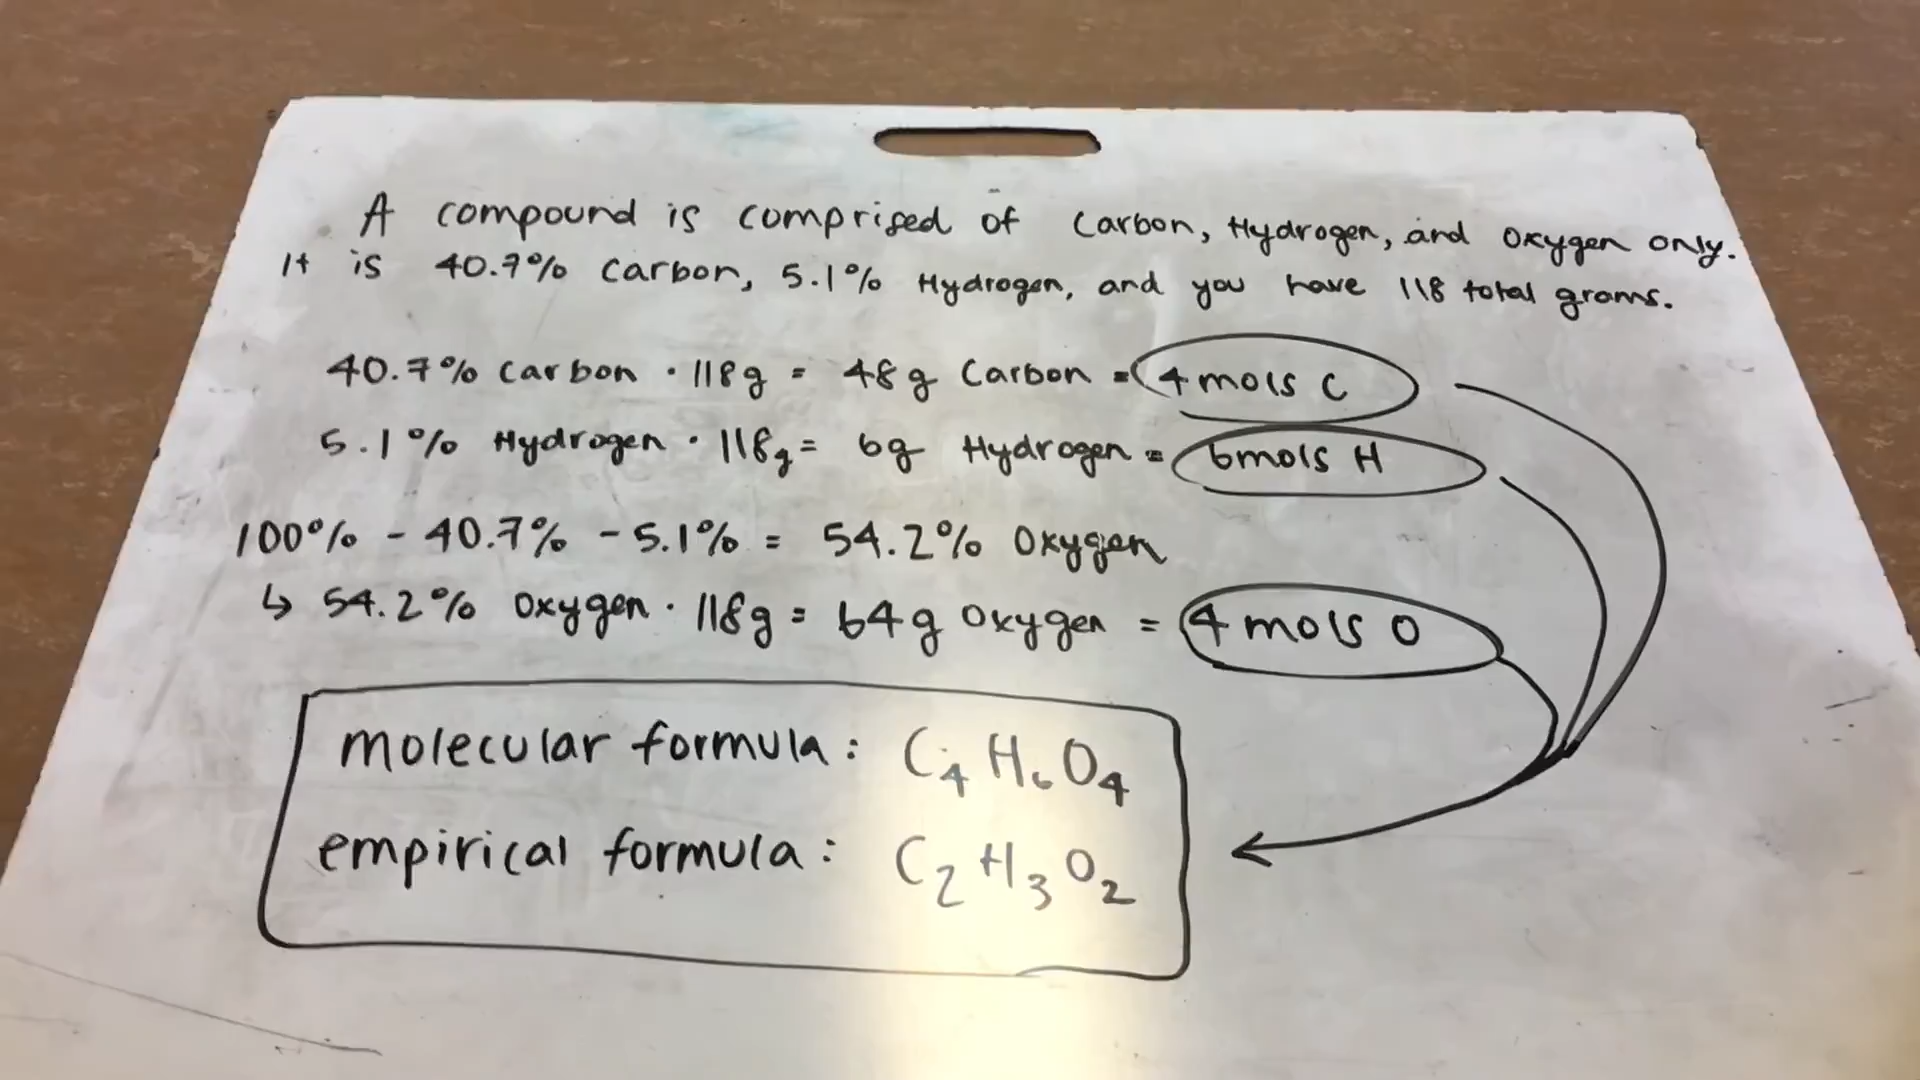 A compound is comprised of Carbon, Hydrogen, and Oxygen only.
It is 40.7% Carbon, 5.1% Hydrogen, and you have 118 total grams.
40.7% Carbon · 118g = 48g Carbon = 4 mols C
5.1% Hydrogen · 118g = 6g Hydrogen = 6 mols H
100% - 40.7% - 5.1% = 54.2% Oxygen
↳ 54.2% Oxygen · 118g = 64g Oxygen = 4 mols O
molecular formula: C₄H₆O₄
empirical formula: C₂H₃O₂